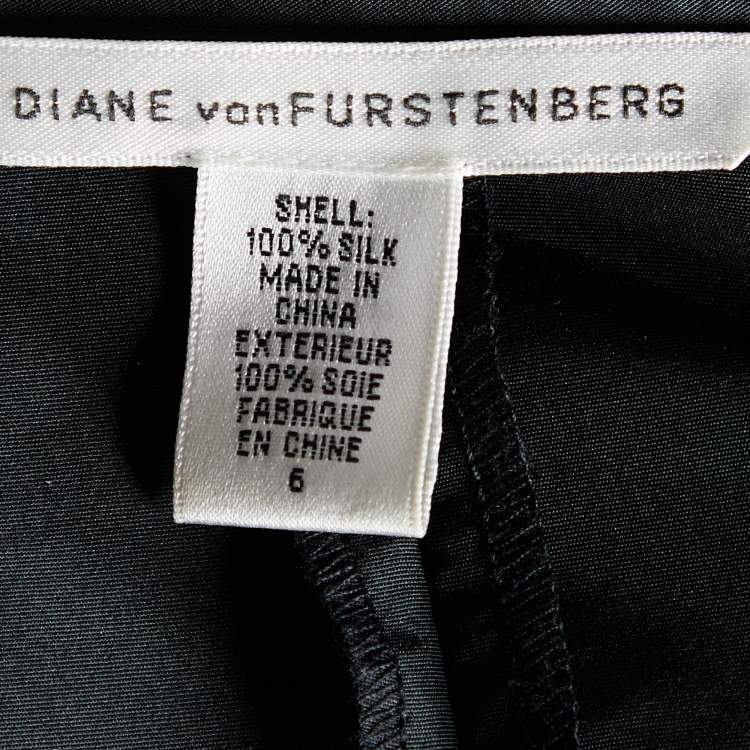 DIANE vonFURSTENBERG
SHELL:
100% SILK
MADE IN
CHINA
EXTERIEUR
100% SOIE
FABRIQUE
EN CHINE
6